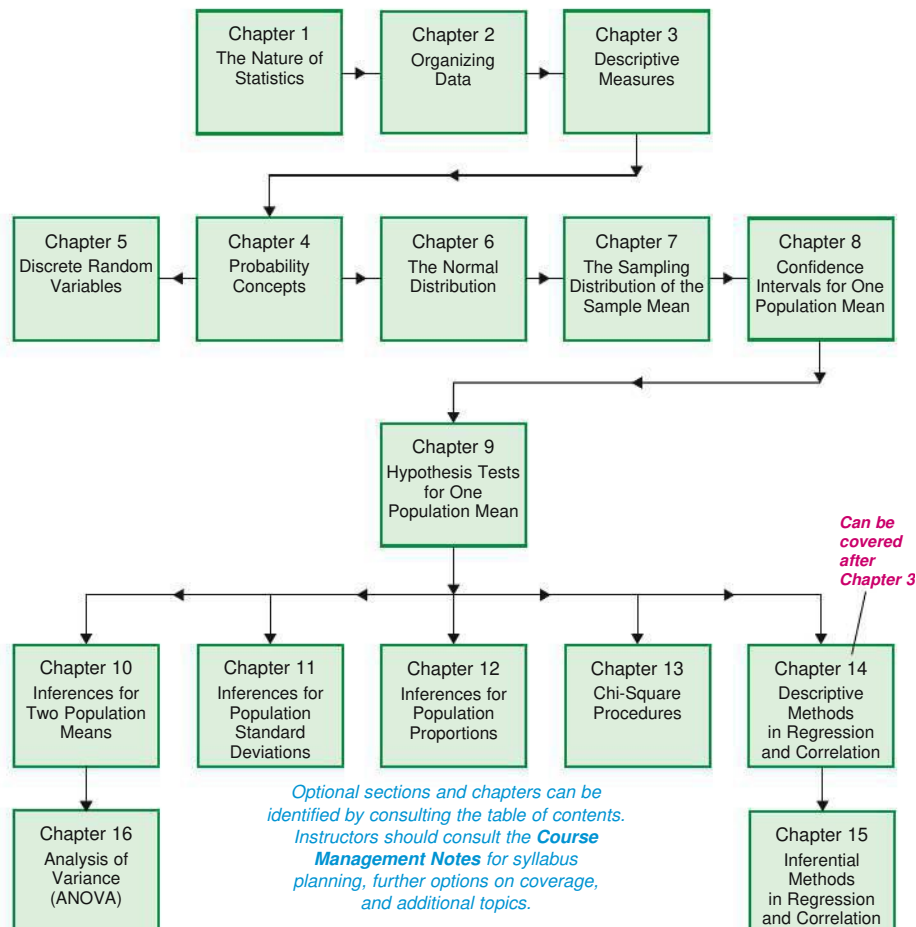 Chapter 1
The Nature of
Statistics
Chapter 2
Organizing
Data
Chapter 3
Descriptive
Measures
Chapter 5
Discrete Random
Variables
Chapter 4
Probability
Concepts
Chapter 6
The Normal
Distribution
Chapter 7
The Sampling
Distribution of the
Sample Mean
Chapter 8
Confidence
Intervals for One
Population Mean
Chapter 9
Hypothesis Tests
for One
Population Mean
Can be
covered
after
Chapter 3
Chapter 10
Inferences for
Two Population
Means
Chapter 11
Inferences for
Population
Standard
Deviations
Chapter 12
Inferences for
Population
Proportions
Chapter 13
Chi-Square
Procedures
Chapter 14
Descriptive
Methods
in Regression
and Correlation
Chapter 16
Analysis of
Variance
(ANOVA)
Optional sections and chapters can be
identified by consulting the table of contents.
Instructors should consult the Course
Management Notes for syllabus
planning, further options on coverage,
and additional topics.
Chapter 15
Inferential
Methods
in Regression
and Correlation